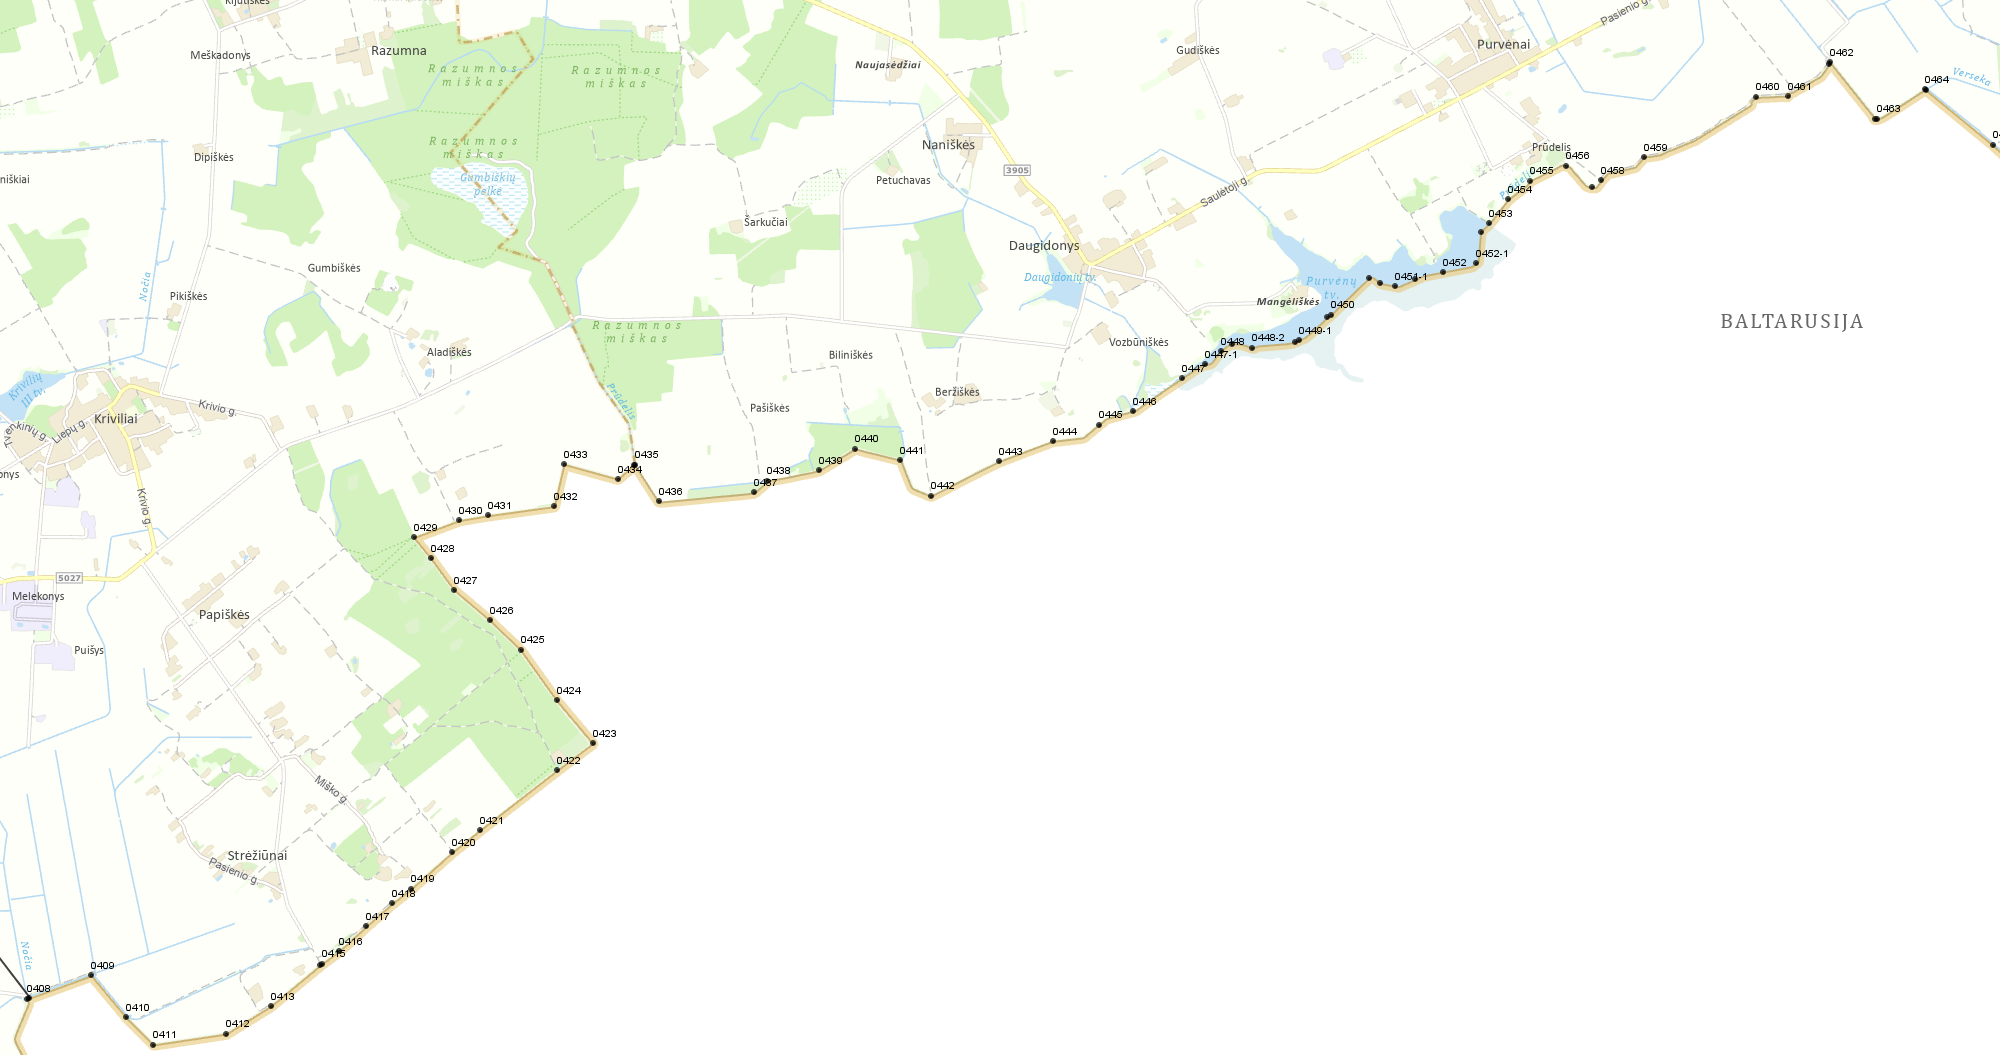 Kijutiškės
Meškadonys
Razumna
Razumnos
miškas
Razumnos
miškas
Naujasėdžiai
Gudiškės
Purvėnai
Pasienio g.
0462
Verseka
0464
0460
0461
0463
Dipiškės
Razumnos
miškas
Naniškės
Prūdelis
0456
0459
niškiai
Gumbiškių
pelkė
3905
Petuchavas
Saulėtoji g.
0455
0458
0454
Šarkučiai
0453
Daugidonys
0452-1
Gumbiškės
Nočia
Daugidonių tv.
Purvėnų
tv.
0451-1
0452
Pikiškės
Mangėliškės
0450
BALTARUSIJA
Razumnos
miškas
Aladiškės
Biliniškės
Vozbūniškės
0448
0448-2
0449-1
0447-1
0447
Krivilių
III tv.
Prūdelis
Beržiškės
Krivio g.
Pašiškės
0446
Kriviliai
Tvenkinių g.
Liepų g.
0445
0444
0440
0441
0443
0433
0435
0434
0438
0439
0437
0442
onys
Krivio g.
0436
0432
0430
0431
0429
0428
5027
Melekonys
0427
Papiškės
0426
Puišys
0425
0424
0423
0422
Miško g.
0421
0420
Strėžiūnai
Pasienio g.
0419
0418
0417
Nočia
0416
0415
0409
0408
0413
0410
0412
0411